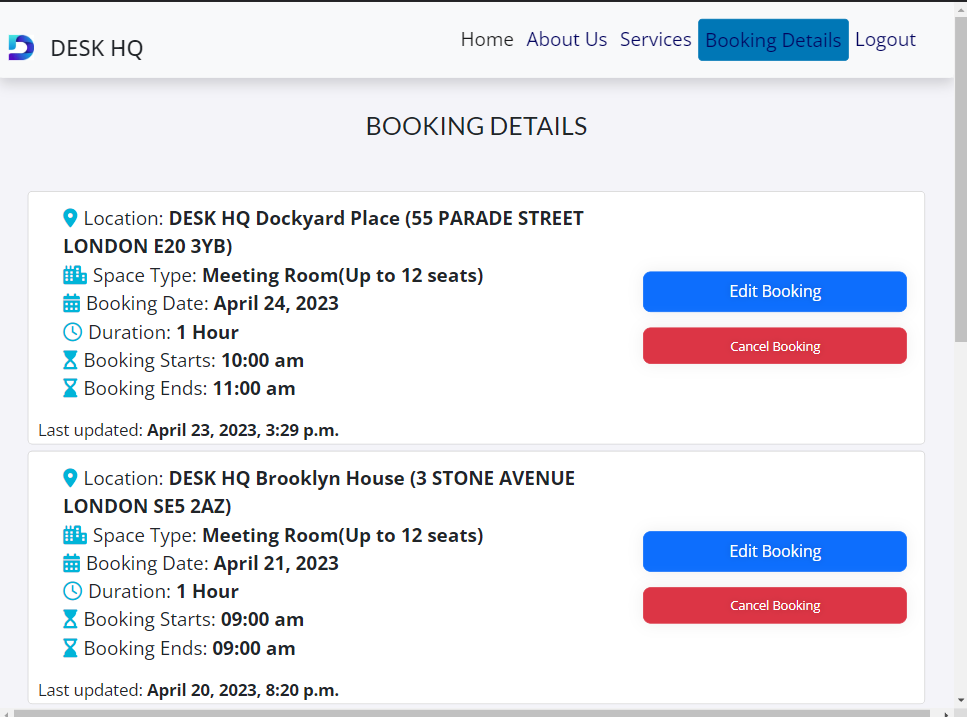 DESK HQ
Home About Us Services Booking Details Logout
BOOKING DETAILS
Location: DESK HQ Dockyard Place (55 PARADE STREET
LONDON E20 3YB)
Space Type: Meeting Room(Up to 12 seats)
Booking Date: April 24, 2023
Duration: 1 Hour
Booking Starts: 10:00 am
Booking Ends: 11:00 am
Edit Booking
Cancel Booking
Last updated: April 23, 2023, 3:29 p.m.
Location: DESK HQ Brooklyn House (3 STONE AVENUE
LONDON SE5 2AZ)
Space Type: Meeting Room(Up to 12 seats)
Booking Date: April 21, 2023
Duration: 1 Hour
Booking Starts: 09:00 am
Booking Ends: 09:00 am
Edit Booking
Cancel Booking
Last updated: April 20, 2023, 8:20 p.m.